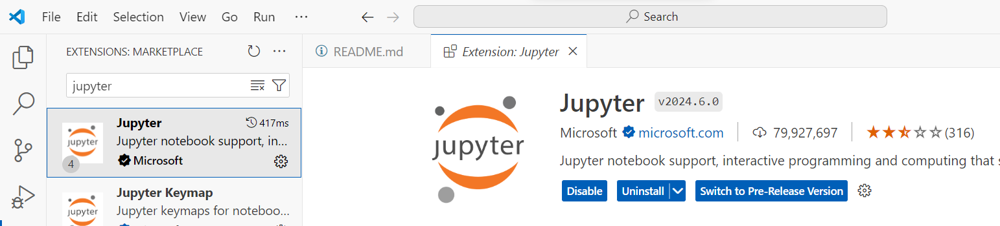 File Edit Selection View Go Run ···
Search
EXTENSIONS: MARKETPLACE
jupyter
jupyter
Jupyter
417ms
Jupyter notebook support, in...
4
Microsoft
jupyter
Jupyter Keymap
Jupyter keymaps for noteboo...
README.md
Extension: Jupyter
jupyter
Jupyter
v2024.6.0
Microsoft microsoft.com 79,927,697 (316)
Jupyter notebook support, interactive programming and computing that s
Disable Uninstall Switch to Pre-Release Version